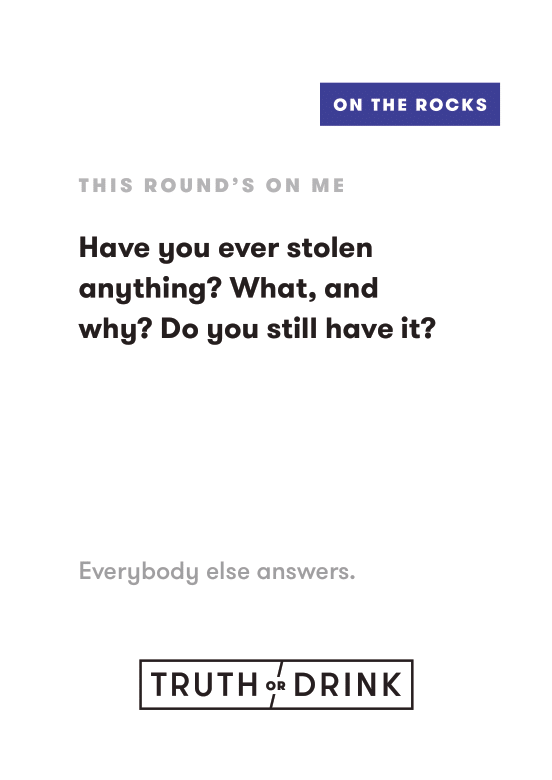 ON THE ROCKS
THIS ROUND'S ON ME
Have you ever stolen
anything? What, and
why? Do you still have it?
Everybody else answers.
TRUTH OR DRINK